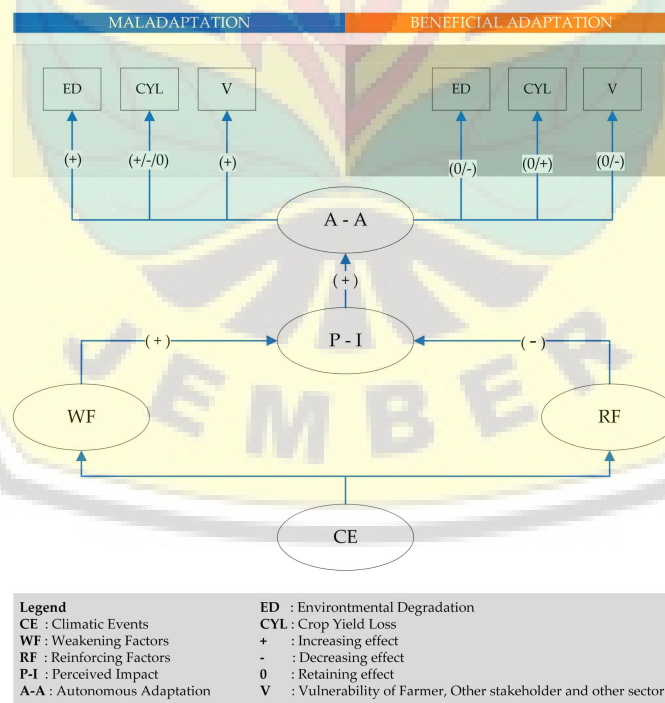 MALADAPTATION BENEFICIAL ADAPTATION
ED CYL V ED CYL V
(+) (+/-/0) (+) (0/-) (0/+) (0/-)
A - A
(+)
P - I
(+) (-)
WF RF
CE
JEMBER
Legend
CE : Climatic Events
WF : Weakening Factors
RF : Reinforcing Factors
P-I : Perceived Impact
A-A : Autonomous Adaptation
ED : Environtmental Degradation
CYL : Crop Yield Loss
+ : Increasing effect
- : Decreasing effect
0 : Retaining effect
V : Vulnerability of Farmer, Other stakeholder and other sector